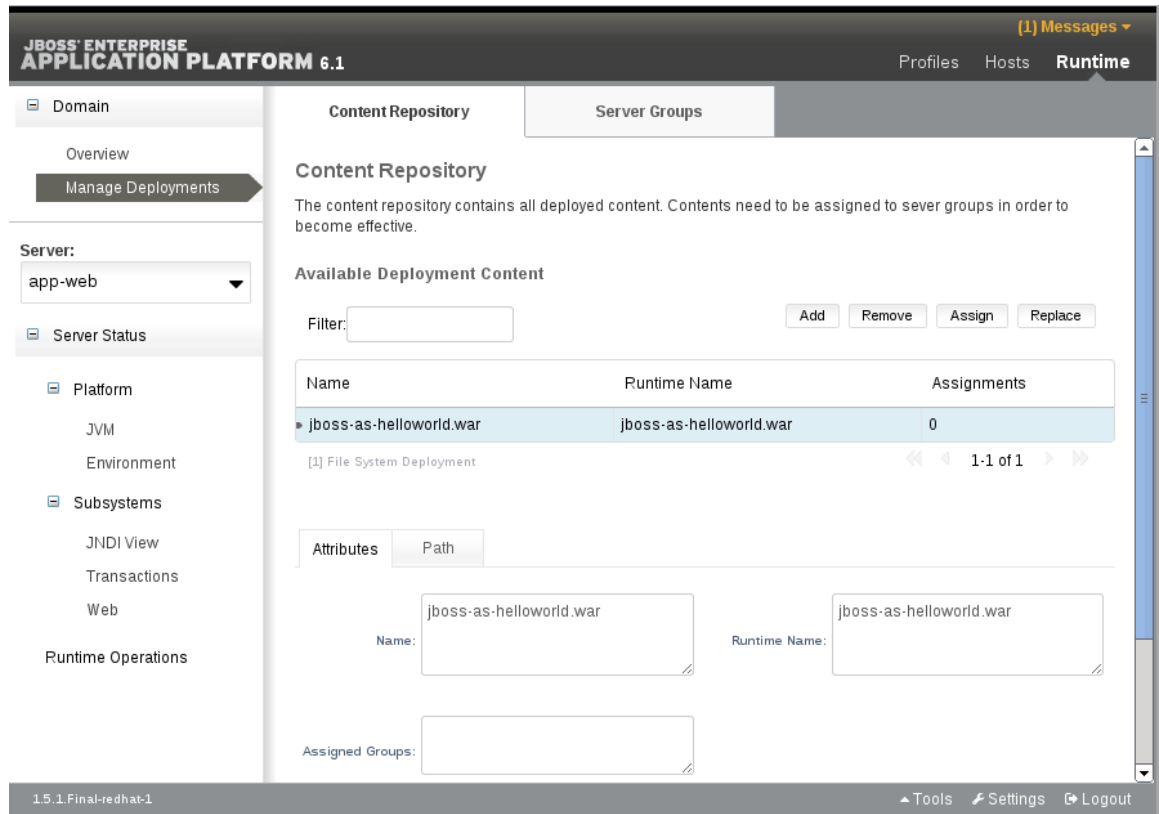 (1) Messages
JBOSS' ENTERPRISE
APPLICATION PLATFORM 6.1
Profiles Hosts Runtime
Domain
Overview
Manage Deployments
Server:
app-web
Server Status
Platform
JVM
Environment
Subsystems
JNDI View
Transactions
Web
Runtime Operations
Content Repository Server Groups
Content Repository
The content repository contains all deployed content. Contents need to be assigned to sever groups in order to
become effective.
Available Deployment Content
Filter: Add Remove Assign Replace
Name Runtime Name Assignments
jboss-as-helloworld.war jboss-as-helloworld.war 0
[1] File System Deployment 1-1 of 1
Attributes Path
Name: jboss-as-helloworld.war Runtime Name: jboss-as-helloworld.war
Assigned Groups:
1.5.1.Final-redhat-1 Tools Settings Logout